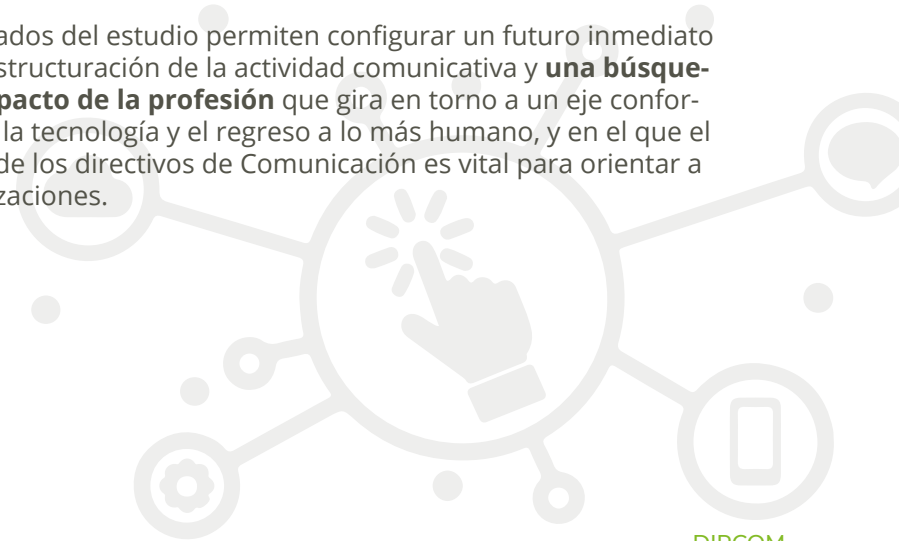 ados del estudio permiten configurar un futuro inmediato
structuración de la actividad comunicativa y una búsque-
pacto de la profesión que gira en torno a un eje confor-
la tecnología y el regreso a lo más humano, y en el que el
de los directivos de Comunicación es vital para orientar a
zaciones.
DIRCOM